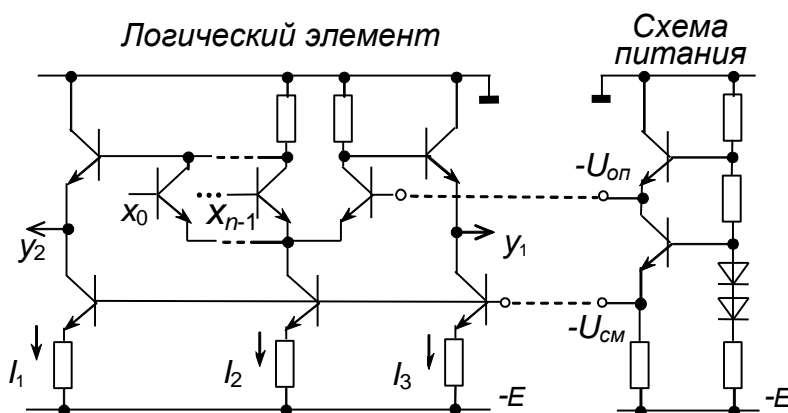 Логический элемент
Схема питания
-Uоп
x0
xn-1
y2
y1
-Uсм
I1
I2
I3
-E
-E